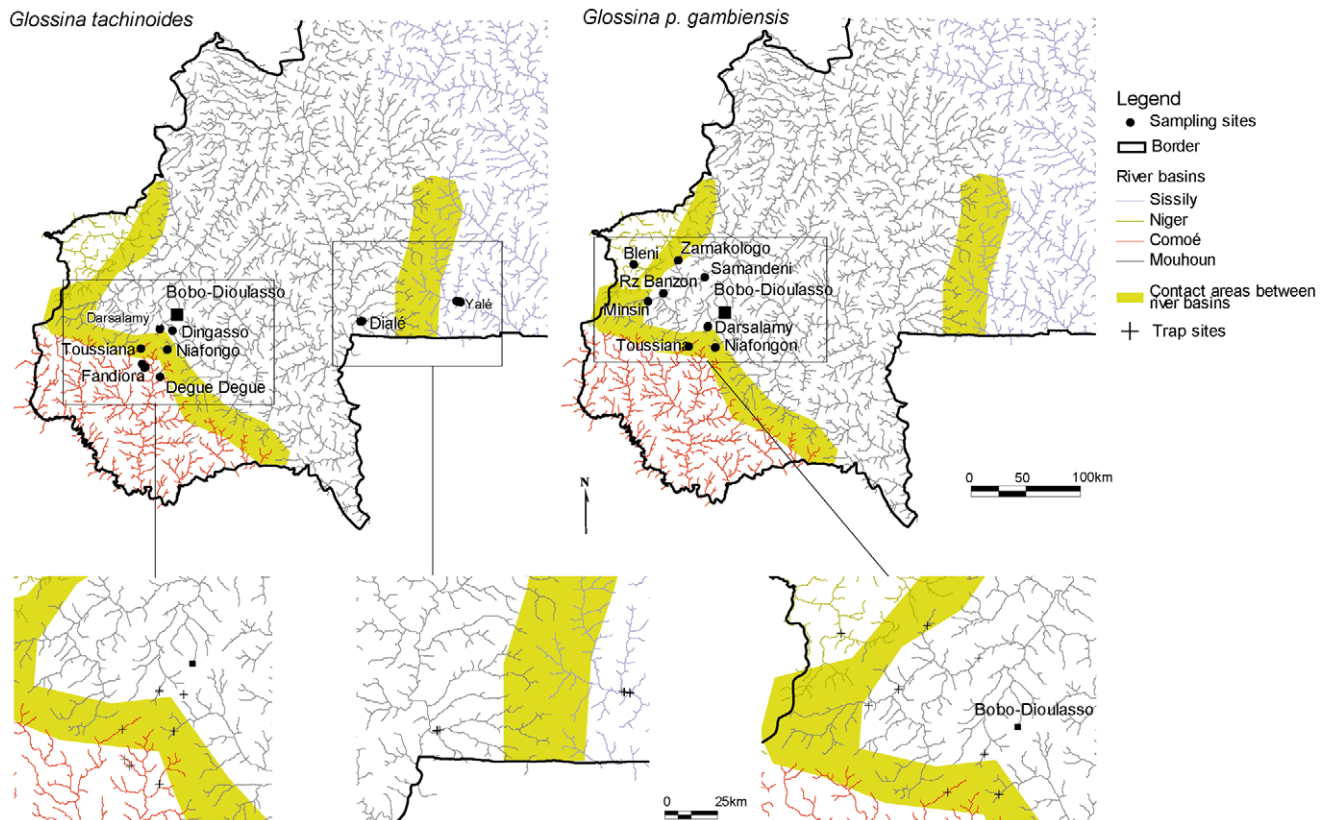 Glossina tachinoides
Glossina p. gambiensis
Legend
Sampling sites
Border
River basins
Sissily
Niger
Comoé
Mouhoun
Contact areas between
river basins
Trap sites
Bobo-Dioulasso
Darsalamy
Dingasso
Toussiana
Niafongo
Fandiora
Degue Degue
Dialé
Yalé
Bleni
Zamakologo
Samandeni
Rz Banzon
Bobo-Dioulasso
Minsin
Darsalamy
Toussiana
Niafongon
N
0 50 100km
Bobo-Dioulasso
0 25km